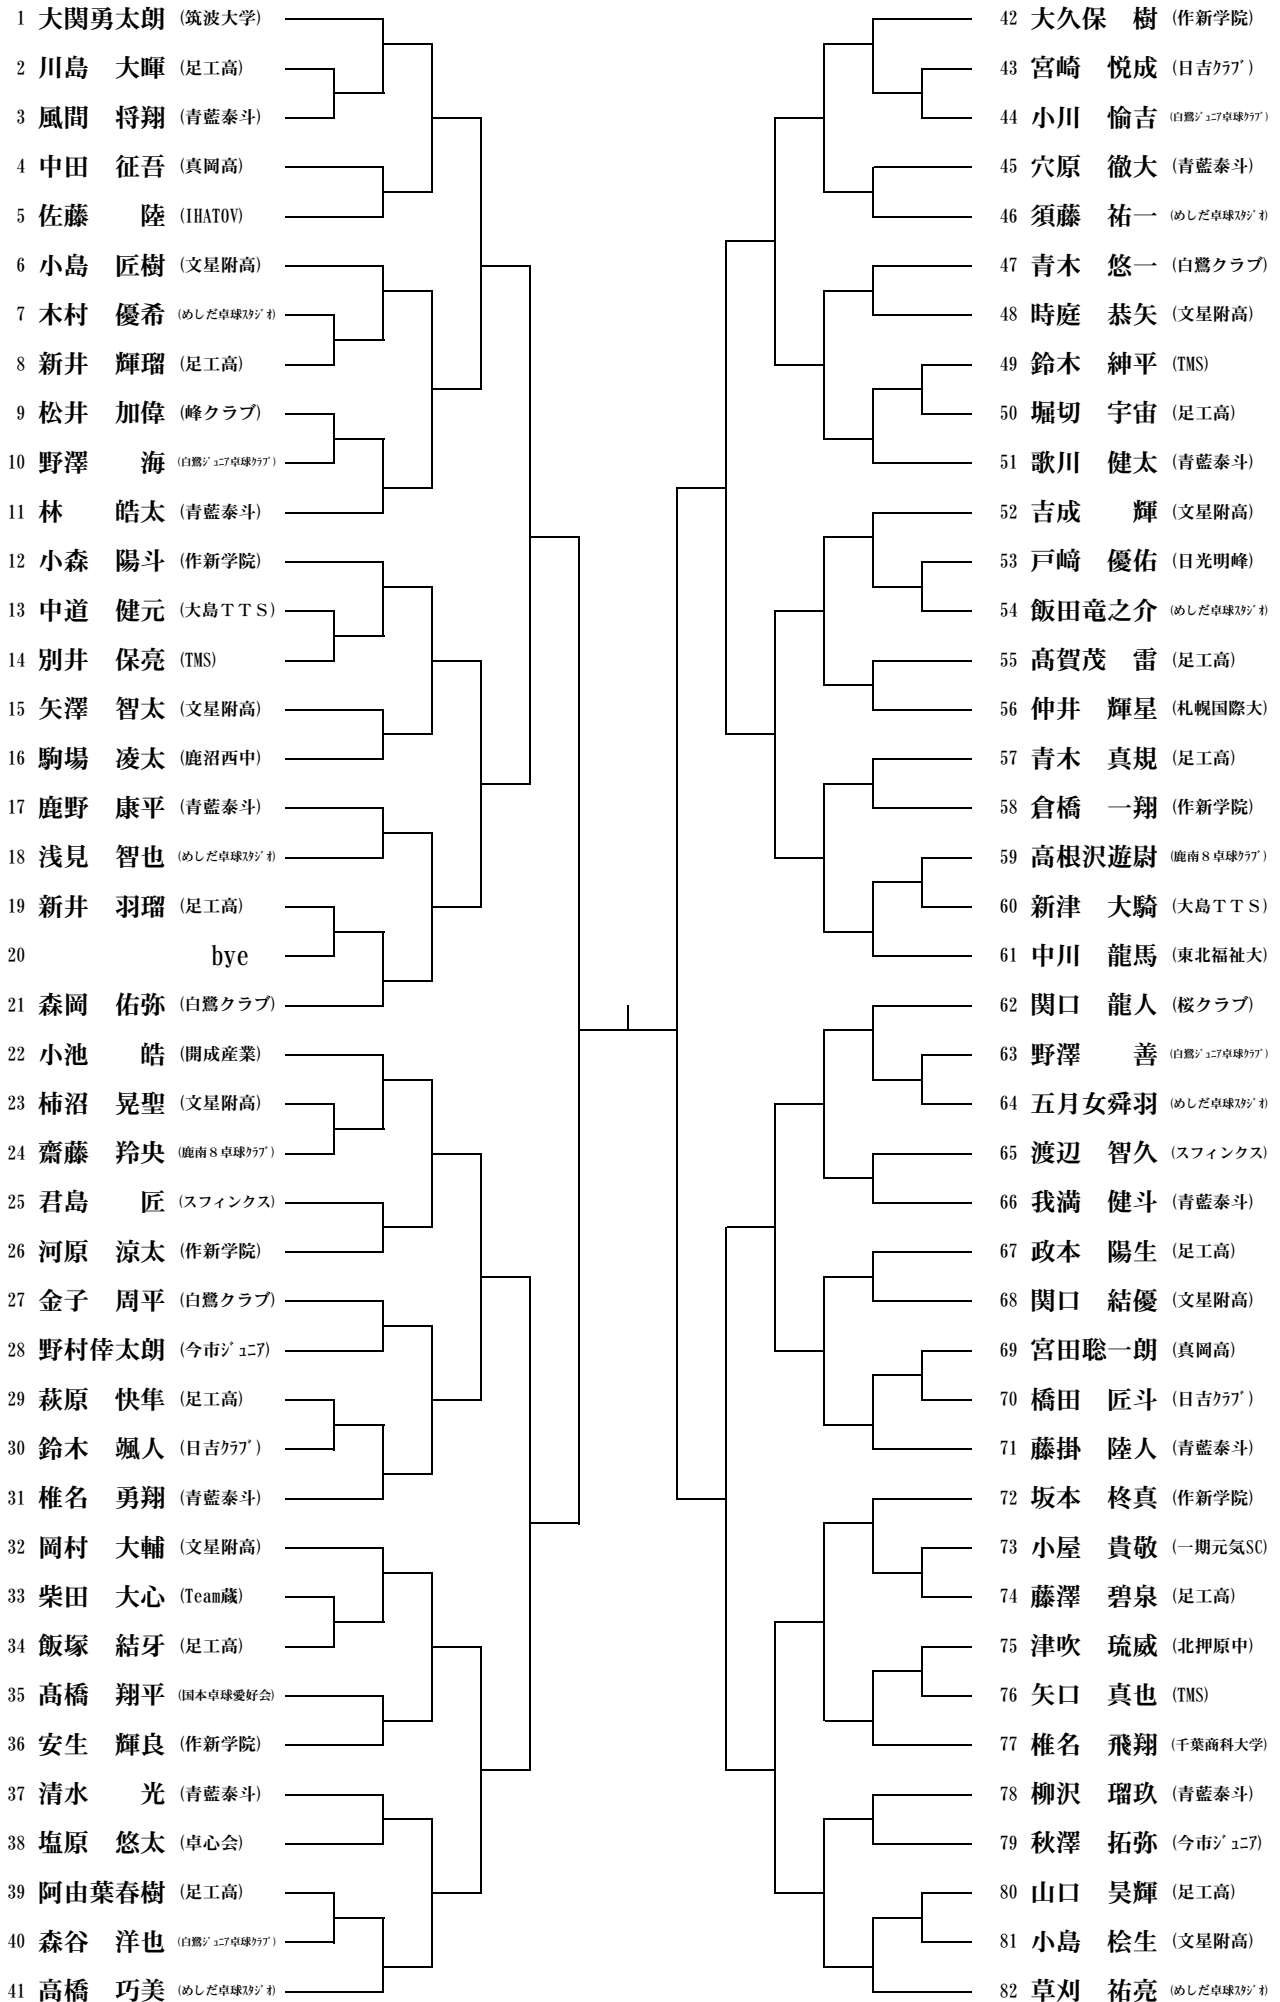 1 大関勇太朗 (筑波大学)
2 川島 大暉 (足工高)
3 風間 将翔 (青藍泰斗)
4 中田 征吾 (真岡高)
5 佐藤 陸 (IHATOV)
6 小島 匠樹 (文星附高)
7 木村 優希 (めしだ卓球ｽﾀｼﾞｵ)
8 新井 輝瑠 (足工高)
9 松井 加偉 (峰クラブ)
10 野澤 海 (白鷺ｼﾞｭﾆｱ卓球ｸﾗﾌﾞ)
11 林 皓太 (青藍泰斗)
12 小森 陽斗 (作新学院)
13 中道 健元 (大島ＴＴＳ)
14 別井 保亮 (TMS)
15 矢澤 智太 (文星附高)
16 駒場 凌太 (鹿沼西中)
17 鹿野 康平 (青藍泰斗)
18 浅見 智也 (めしだ卓球ｽﾀｼﾞｵ)
19 新井 羽瑠 (足工高)
20 bye
21 森岡 佑弥 (白鷺クラブ)
22 小池 皓 (開成産業)
23 柿沼 晃聖 (文星附高)
24 齋藤 羚央 (鹿南８卓球ｸﾗﾌﾞ)
25 君島 匠 (スフィンクス)
26 河原 涼太 (作新学院)
27 金子 周平 (白鷺クラブ)
28 野村倖太朗 (今市ｼﾞｭﾆｱ)
29 萩原 快隼 (足工高)
30 鈴木 颯人 (日吉ｸﾗﾌﾞ)
31 椎名 勇翔 (青藍泰斗)
32 岡村 大輔 (文星附高)
33 柴田 大心 (Team蔵)
34 飯塚 結牙 (足工高)
35 髙橋 翔平 (国本卓球愛好会)
36 安生 輝良 (作新学院)
37 清水 光 (青藍泰斗)
38 塩原 悠太 (卓心会)
39 阿由葉春樹 (足工高)
40 森谷 洋也 (白鷺ｼﾞｭﾆｱ卓球ｸﾗﾌﾞ)
41 高橋 巧美 (めしだ卓球ｽﾀｼﾞｵ)
42 大久保 樹 (作新学院)
43 宮崎 悦成 (日吉ｸﾗﾌﾞ)
44 小川 愉吉 (白鷺ｼﾞｭﾆｱ卓球ｸﾗﾌﾞ)
45 穴原 徹大 (青藍泰斗)
46 須藤 祐一 (めしだ卓球ｽﾀｼﾞｵ)
47 青木 悠一 (白鷺クラブ)
48 時庭 恭矢 (文星附高)
49 鈴木 紳平 (TMS)
50 堀切 宇宙 (足工高)
51 歌川 健太 (青藍泰斗)
52 吉成 輝 (文星附高)
53 戸﨑 優佑 (日光明峰)
54 飯田竜之介 (めしだ卓球ｽﾀｼﾞｵ)
55 髙賀茂 雷 (足工高)
56 仲井 輝星 (札幌国際大)
57 青木 真規 (足工高)
58 倉橋 一翔 (作新学院)
59 高根沢遊尉 (鹿南８卓球ｸﾗﾌﾞ)
60 新津 大騎 (大島ＴＴＳ)
61 中川 龍馬 (東北福祉大)
62 関口 龍人 (桜クラブ)
63 野澤 善 (白鷺ｼﾞｭﾆｱ卓球ｸﾗﾌﾞ)
64 五月女舜羽 (めしだ卓球ｽﾀｼﾞｵ)
65 渡辺 智久 (スフィンクス)
66 我満 健斗 (青藍泰斗)
67 政本 陽生 (足工高)
68 関口 結優 (文星附高)
69 宮田聡一朗 (真岡高)
70 橋田 匠斗 (日吉ｸﾗﾌﾞ)
71 藤掛 陸人 (青藍泰斗)
72 坂本 柊真 (作新学院)
73 小屋 貴敬 (一期元気SC)
74 藤澤 碧泉 (足工高)
75 津吹 琉威 (北押原中)
76 矢口 真也 (TMS)
77 椎名 飛翔 (千葉商科大学)
78 柳沢 瑠玖 (青藍泰斗)
79 秋澤 拓弥 (今市ｼﾞｭﾆｱ)
80 山口 昊輝 (足工高)
81 小島 桧生 (文星附高)
82 草刈 祐亮 (めしだ卓球ｽﾀｼﾞｵ)